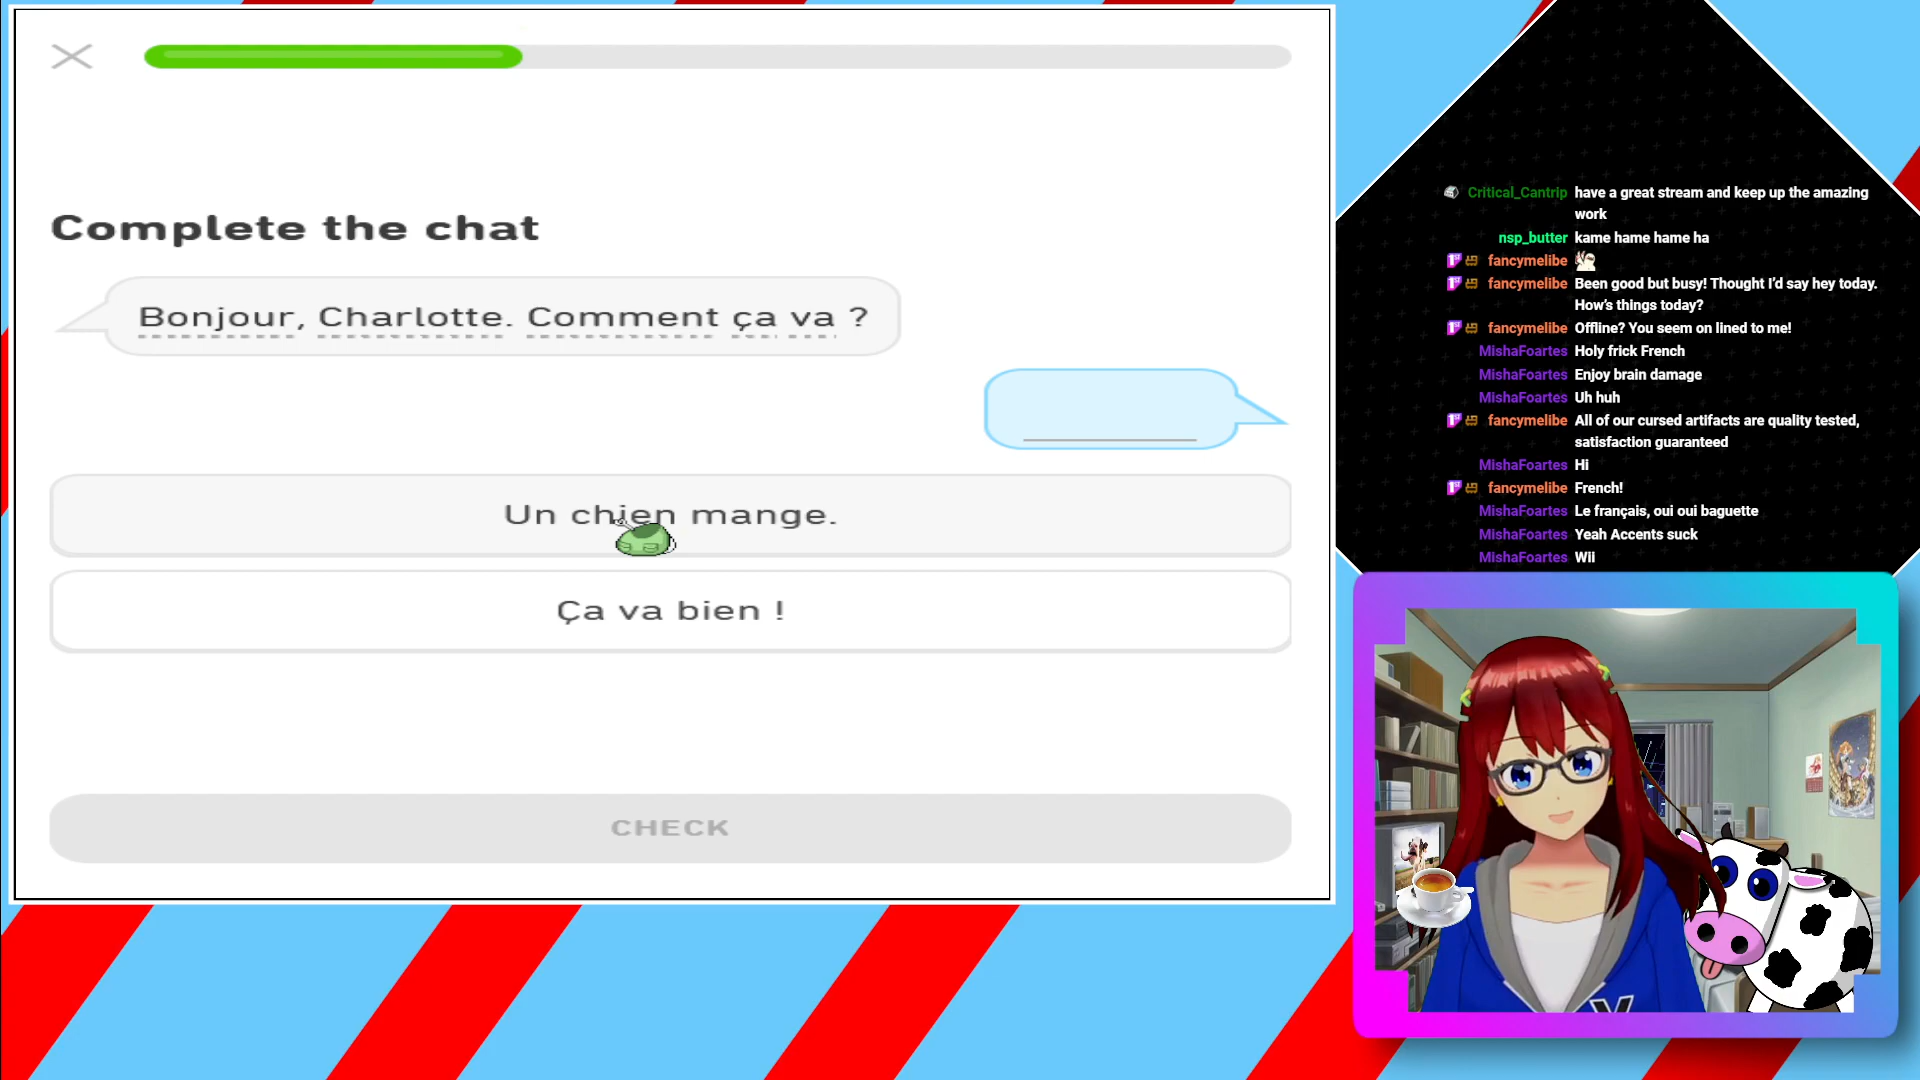 Complete the chat
Bonjour, Charlotte. Comment ça va ?
Un chien mange.
Ça va bien !
CHECK
Critical_Cantrip have a great stream and keep up the amazing
work
nsp_butter kame hame hame ha
fancymelibe
fancymelibe Been good but busy! Thought I'd say hey today.
How's things today?
fancymelibe Offline? You seem on lined to me!
MishaFoartes Holy frick French
MishaFoartes Enjoy brain damage
MishaFoartes Uh huh
fancymelibe All of our cursed artifacts are quality tested,
satisfaction guaranteed
MishaFoartes Hi
fancymelibe French!
MishaFoartes Le français, oui oui baguette
MishaFoartes Yeah Accents suck
MishaFoartes Wii